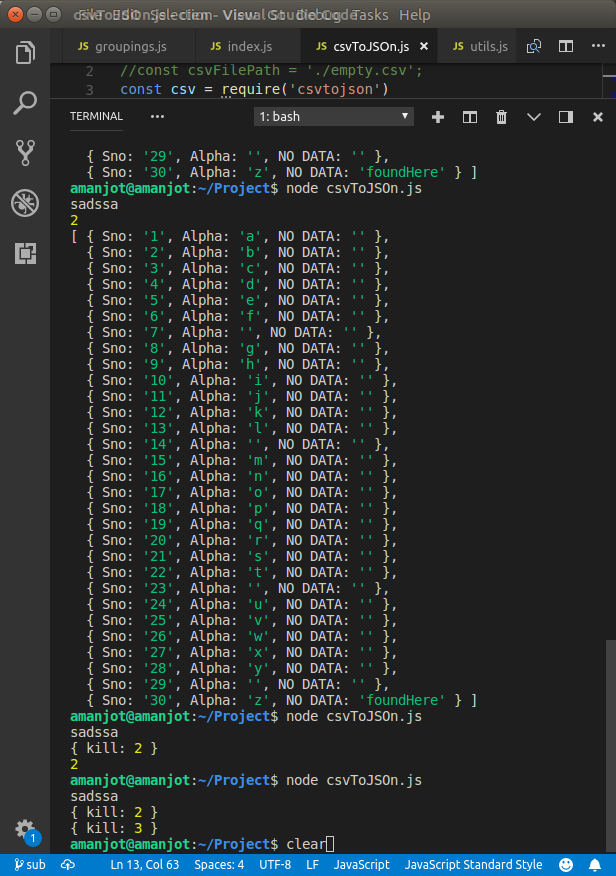 File Edit Selection View Go Debug Tasks Help
groupings.js index.js csvToJSOn.js utils.js
JS JS JS JS
2 //const csvFilePath = './empty.csv';
3 const csv = require('csvtojson')
TERMINAL 1: bash
{ Sno: '29', Alpha: '', NO DATA: '' },
{ Sno: '30', Alpha: 'z', NO DATA: 'foundHere' } ]
amanjot@amanjot:~/Project$ node csvToJSOn.js
sadssa
2
[ { Sno: '1', Alpha: 'a', NO DATA: '' },
{ Sno: '2', Alpha: 'b', NO DATA: '' },
{ Sno: '3', Alpha: 'c', NO DATA: '' },
{ Sno: '4', Alpha: 'd', NO DATA: '' },
{ Sno: '5', Alpha: 'e', NO DATA: '' },
{ Sno: '6', Alpha: 'f', NO DATA: '' },
{ Sno: '7', Alpha: '', NO DATA: '' },
{ Sno: '8', Alpha: 'g', NO DATA: '' },
{ Sno: '9', Alpha: 'h', NO DATA: '' },
{ Sno: '10', Alpha: 'i', NO DATA: '' },
{ Sno: '11', Alpha: 'j', NO DATA: '' },
{ Sno: '12', Alpha: 'k', NO DATA: '' },
{ Sno: '13', Alpha: 'l', NO DATA: '' },
{ Sno: '14', Alpha: '', NO DATA: '' },
{ Sno: '15', Alpha: 'm', NO DATA: '' },
{ Sno: '16', Alpha: 'n', NO DATA: '' },
{ Sno: '17', Alpha: 'o', NO DATA: '' },
{ Sno: '18', Alpha: 'p', NO DATA: '' },
{ Sno: '19', Alpha: 'q', NO DATA: '' },
{ Sno: '20', Alpha: 'r', NO DATA: '' },
{ Sno: '21', Alpha: 's', NO DATA: '' },
{ Sno: '22', Alpha: 't', NO DATA: '' },
{ Sno: '23', Alpha: '', NO DATA: '' },
{ Sno: '24', Alpha: 'u', NO DATA: '' },
{ Sno: '25', Alpha: 'v', NO DATA: '' },
{ Sno: '26', Alpha: 'w', NO DATA: '' },
{ Sno: '27', Alpha: 'x', NO DATA: '' },
{ Sno: '28', Alpha: 'y', NO DATA: '' },
{ Sno: '29', Alpha: '', NO DATA: '' },
{ Sno: '30', Alpha: 'z', NO DATA: 'foundHere' } ]
amanjot@amanjot:~/Project$ node csvToJSOn.js
sadssa
{ kill: 2 }
2
amanjot@amanjot:~/Project$ node csvToJSOn.js
sadssa
{ kill: 2 }
{ kill: 3 }
amanjot@amanjot:~/Project$ clear
1
sub Ln 13, Col 63 Spaces: 4 UTF-8 LF JavaScript JavaScript Standard Style